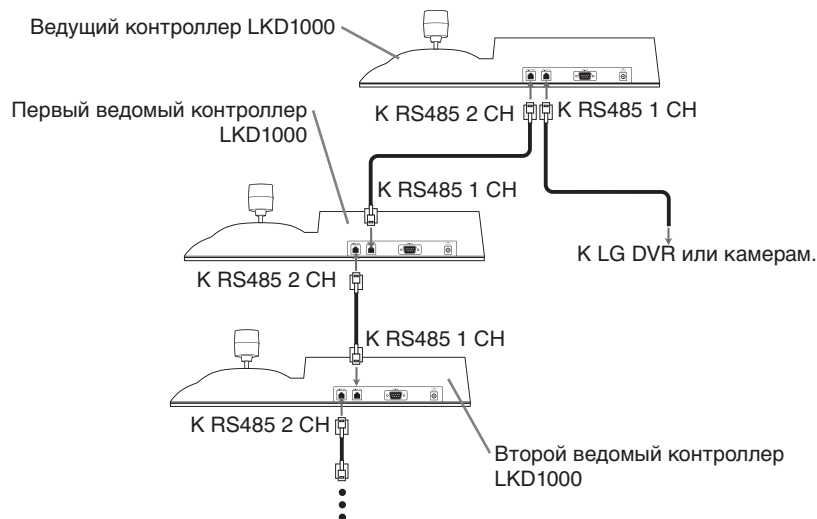 Ведущий контроллер LKD1000
Первый ведомый контроллер
LKD1000
К RS485 2 CH
К RS485 1 CH
К RS485 1 CH
К LG DVR или камерам.
К RS485 2 CH
К RS485 1 CH
К RS485 2 CH
Второй ведомый контроллер
LKD1000